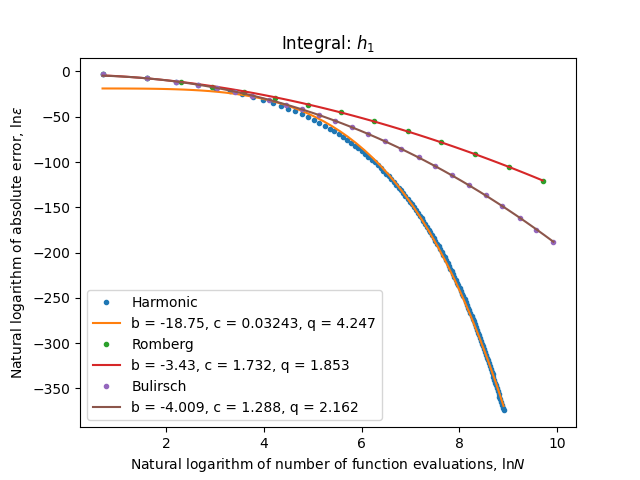 Integral: h₁
Natural logarithm of absolute error, lnε
0
−50
−100
−150
−200
−250
−300
−350
Harmonic
b = -18.75, c = 0.03243, q = 4.247
Romberg
b = -3.43, c = 1.732, q = 1.853
Bulirsch
b = -4.009, c = 1.288, q = 2.162
2 4 6 8 10
Natural logarithm of number of function evaluations, lnN